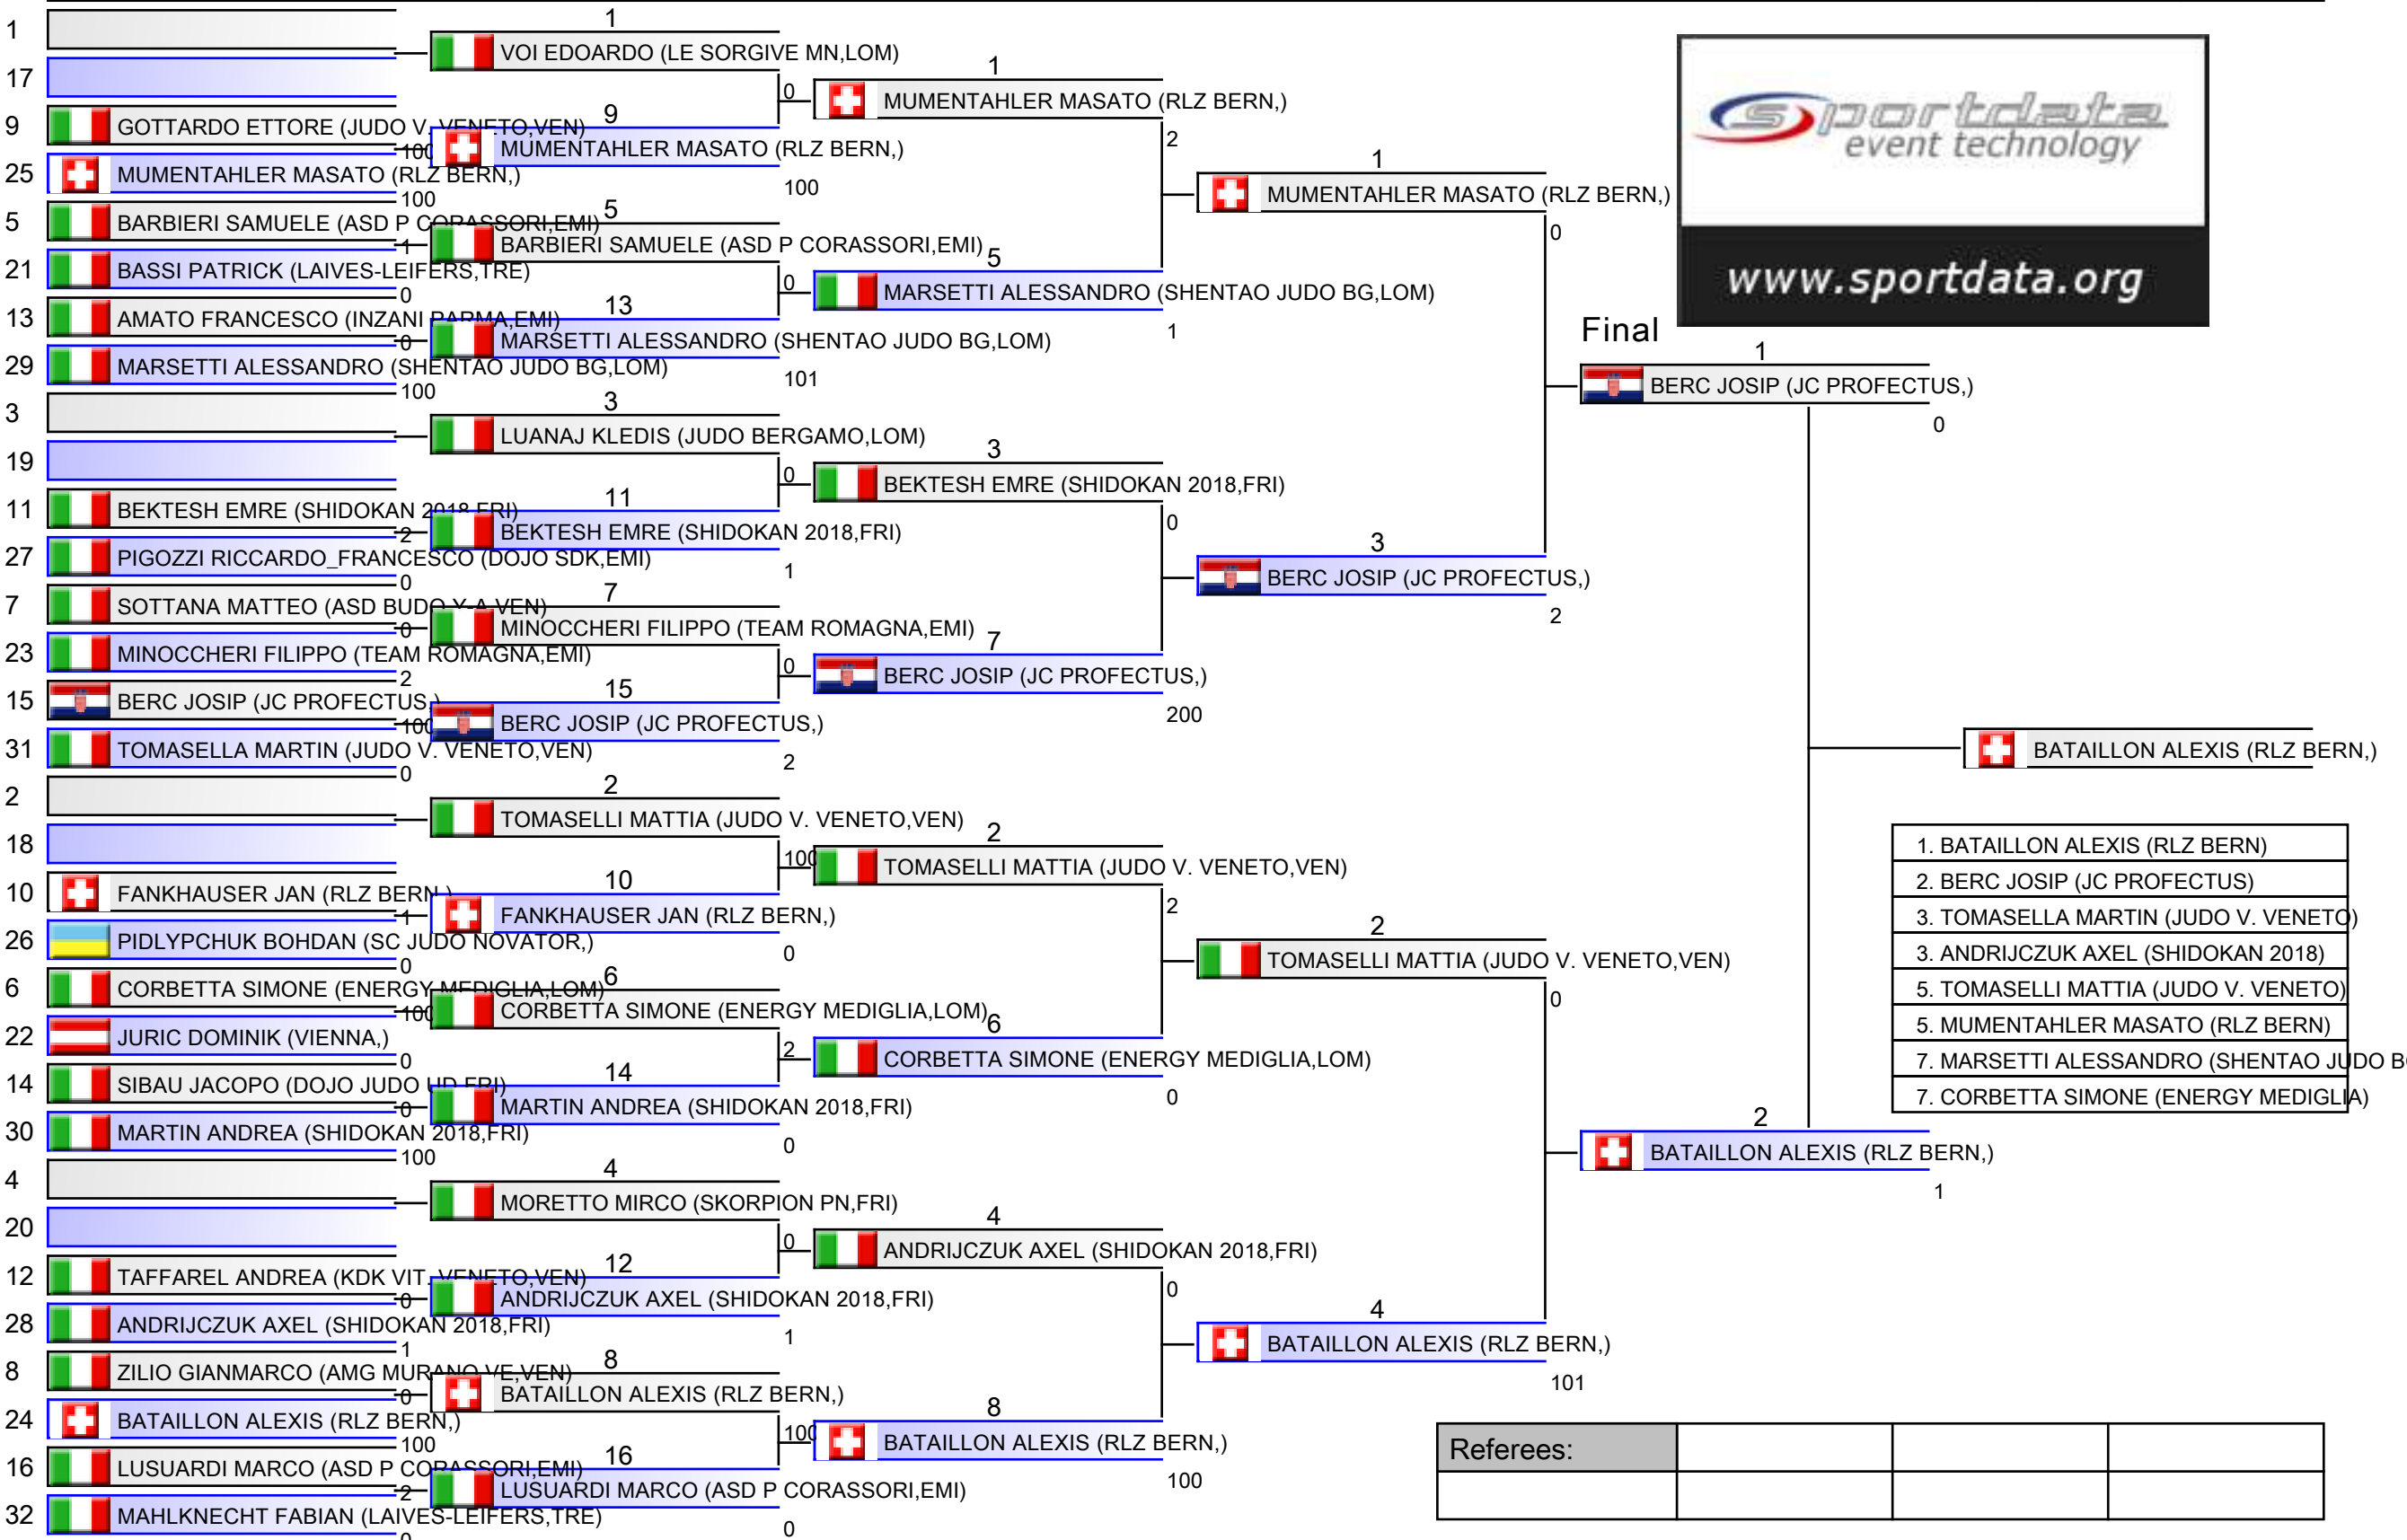 1
17
9 GOTTARDO ETTORE (JUDO V. VENETO,VEN)
100
25 MUMENTAHLER MASATO (RLZ BERN,)
100
5 BARBIERI SAMUELE (ASD P CORASSORI,EMI)
1
21 BASSI PATRICK (LAIVES-LEIFERS,TRE)
0
13 AMATO FRANCESCO (INZANI PARMA,EMI)
0
29 MARSETTI ALESSANDRO (SHENTAO JUDO BG,LOM)
100
3
19
11 BEKTESH EMRE (SHIDOKAN 2018,FRI)
2
27 PIGOZZI RICCARDO_FRANCESCO (DOJO SDK,EMI)
0
7 SOTTANA MATTEO (ASD BUDO Y-A,VEN)
0
23 MINOCCHERI FILIPPO (TEAM ROMAGNA,EMI)
2
15 BERC JOSIP (JC PROFECTUS,)
100
31 TOMASELLA MARTIN (JUDO V. VENETO,VEN)
0
2
18
10 FANKHAUSER JAN (RLZ BERN,)
1
26 PIDLYPCHUK BOHDAN (SC JUDO NOVATOR,)
0
6 CORBETTA SIMONE (ENERGY MEDIGLIA,LOM)
100
22 JURIC DOMINIK (VIENNA,)
0
14 SIBAU JACOPO (DOJO JUDO UD,FRI)
0
30 MARTIN ANDREA (SHIDOKAN 2018,FRI)
100
4
20
12 TAFFAREL ANDREA (KDK VIT. VENETO,VEN)
0
28 ANDRIJCZUK AXEL (SHIDOKAN 2018,FRI)
1
8 ZILIO GIANMARCO (AMG MURANO VE,VEN)
0
24 BATAILLON ALEXIS (RLZ BERN,)
100
16 LUSUARDI MARCO (ASD P CORASSORI,EMI)
2
32 MAHLKNECHT FABIAN (LAIVES-LEIFERS,TRE)
0
1
VOI EDOARDO (LE SORGIVE MN,LOM)
0
9
MUMENTAHLER MASATO (RLZ BERN,)
100
5
BARBIERI SAMUELE (ASD P CORASSORI,EMI)
0
13
MARSETTI ALESSANDRO (SHENTAO JUDO BG,LOM)
101
3
LUANAJ KLEDIS (JUDO BERGAMO,LOM)
0
11
BEKTESH EMRE (SHIDOKAN 2018,FRI)
1
7
MINOCCHERI FILIPPO (TEAM ROMAGNA,EMI)
0
15
BERC JOSIP (JC PROFECTUS,)
2
2
TOMASELLI MATTIA (JUDO V. VENETO,VEN)
100
10
FANKHAUSER JAN (RLZ BERN,)
0
6
CORBETTA SIMONE (ENERGY MEDIGLIA,LOM)
2
14
MARTIN ANDREA (SHIDOKAN 2018,FRI)
0
4
MORETTO MIRCO (SKORPION PN,FRI)
0
12
ANDRIJCZUK AXEL (SHIDOKAN 2018,FRI)
1
8
BATAILLON ALEXIS (RLZ BERN,)
100
16
LUSUARDI MARCO (ASD P CORASSORI,EMI)
0
1
MUMENTAHLER MASATO (RLZ BERN,)
2
5
MARSETTI ALESSANDRO (SHENTAO JUDO BG,LOM)
1
3
BEKTESH EMRE (SHIDOKAN 2018,FRI)
0
7
BERC JOSIP (JC PROFECTUS,)
200
2
TOMASELLI MATTIA (JUDO V. VENETO,VEN)
2
6
CORBETTA SIMONE (ENERGY MEDIGLIA,LOM)
0
4
ANDRIJCZUK AXEL (SHIDOKAN 2018,FRI)
0
8
BATAILLON ALEXIS (RLZ BERN,)
100
1
MUMENTAHLER MASATO (RLZ BERN,)
0
3
BERC JOSIP (JC PROFECTUS,)
2
2
TOMASELLI MATTIA (JUDO V. VENETO,VEN)
0
4
BATAILLON ALEXIS (RLZ BERN,)
101
sportdata
event technology
www.sportdata.org
Final
1
BERC JOSIP (JC PROFECTUS,)
0
2
BATAILLON ALEXIS (RLZ BERN,)
1
BATAILLON ALEXIS (RLZ BERN,)
1. BATAILLON ALEXIS (RLZ BERN)
2. BERC JOSIP (JC PROFECTUS)
3. TOMASELLA MARTIN (JUDO V. VENETO)
3. ANDRIJCZUK AXEL (SHIDOKAN 2018)
5. TOMASELLI MATTIA (JUDO V. VENETO)
5. MUMENTAHLER MASATO (RLZ BERN)
7. MARSETTI ALESSANDRO (SHENTAO JUDO B
7. CORBETTA SIMONE (ENERGY MEDIGLIA)
Referees: